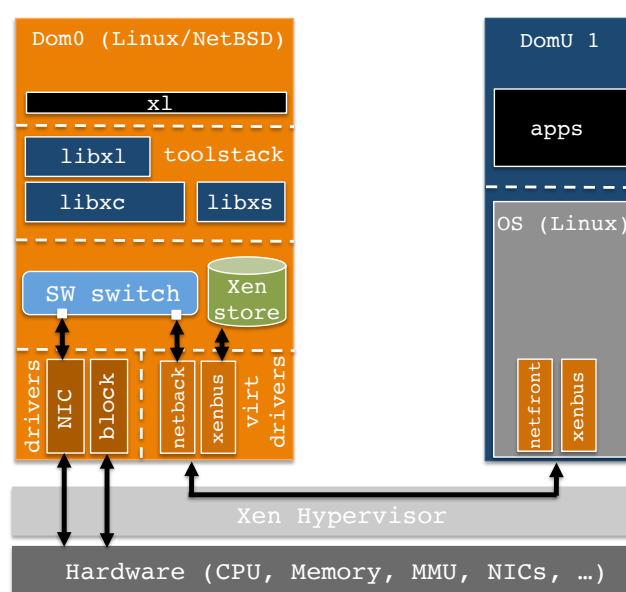 Dom0 (Linux/NetBSD)
xl
libxl
toolstack
libxc
libxs
SW switch
Xen
store
drivers
NIC
block
netback
xenbus
virt
drivers
DomU 1
apps
OS (Linux)
netfront
xenbus
Xen Hypervisor
Hardware (CPU, Memory, MMU, NICs, …)